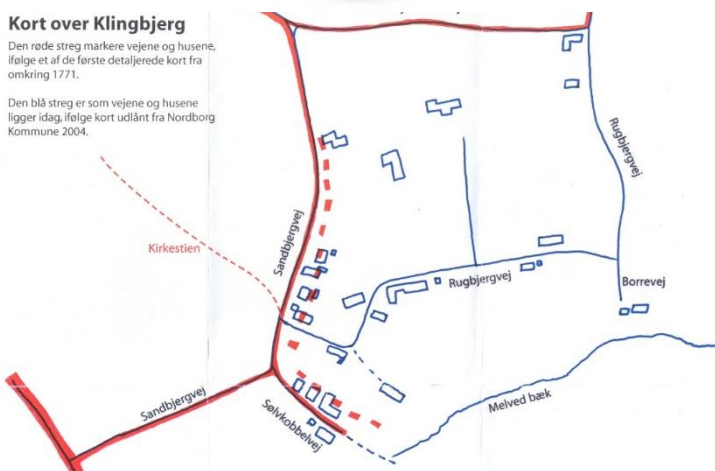 Kort over Klingbjerg
Den røde streg markere vejene og husene,
ifølge et af de første detaljerede kort fra
omkring 1771.
Den blå streg er som vejene og husene
ligger idag, ifølge kort udlånt fra Nordborg
Kommune 2004.
Kirkestien
Sandbjergvej
Rugbjergvej
Rugbjergvej
Borrevej
Sandbjergvej
Sølvkobbelvej
Melved bæk